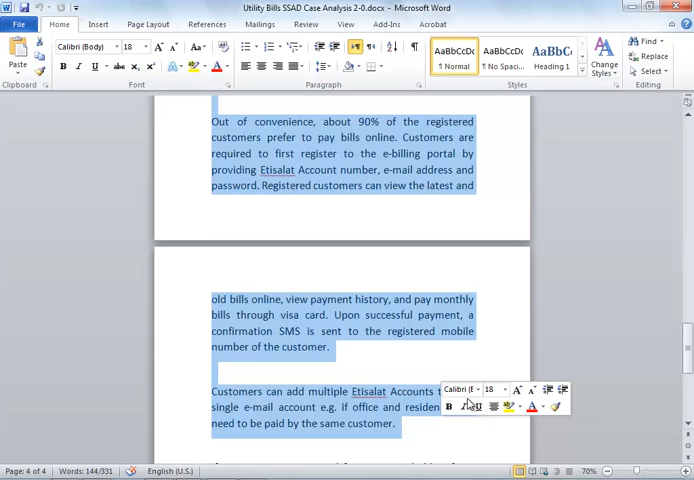 Utility Bills SSAD Case Analysis 2-0.docx - Microsoft Word
File Home Insert Page Layout References Mailings Review View Add-Ins Acrobat
Paste
Calibri (Body) 18
Clipboard Font Paragraph Styles Editing
AaBbCcDc AaBbCcDc AaBbCc
¶ Normal ¶ No Spaci... Heading 1
Change Styles
Find
Replace
Select
Out of convenience, about 90% of the registered
customers prefer to pay bills online. Customers are
required to first register to the e-billing portal by
providing Etisalat Account number, e-mail address and
password. Registered customers can view the latest and
old bills online, view payment history, and pay monthly
bills through visa card. Upon successful payment, a
confirmation SMS is sent to the registered mobile
number of the customer.
Customers can add multiple Etisalat Accounts
single e-mail account e.g. if office and
need to be paid by the same customer.
Calibri (E 18
Page: 4 of 4 Words: 144/331 English (U.S.) 70%